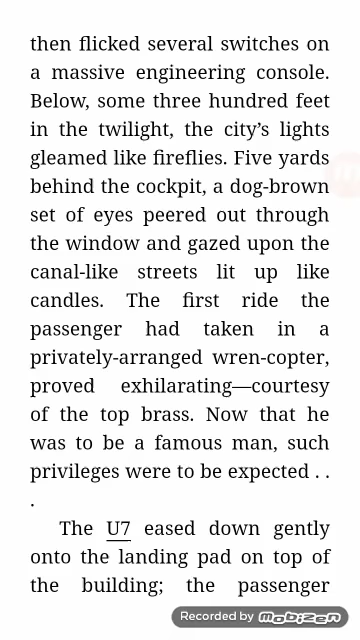 then flicked several switches on
a massive engineering console.
Below, some three hundred feet
in the twilight, the city’s lights
gleamed like fireflies. Five yards
behind the cockpit, a dog-brown
set of eyes peered out through
the window and gazed upon the
canal-like streets lit up like
candles. The first ride the
passenger had taken in a
privately-arranged wren-copter,
proved exhilarating—courtesy
of the top brass. Now that he
was to be a famous man, such
privileges were to be expected . .
.
The U7 eased down gently
onto the landing pad on top of
the building; the passenger
Recorded by mobizen